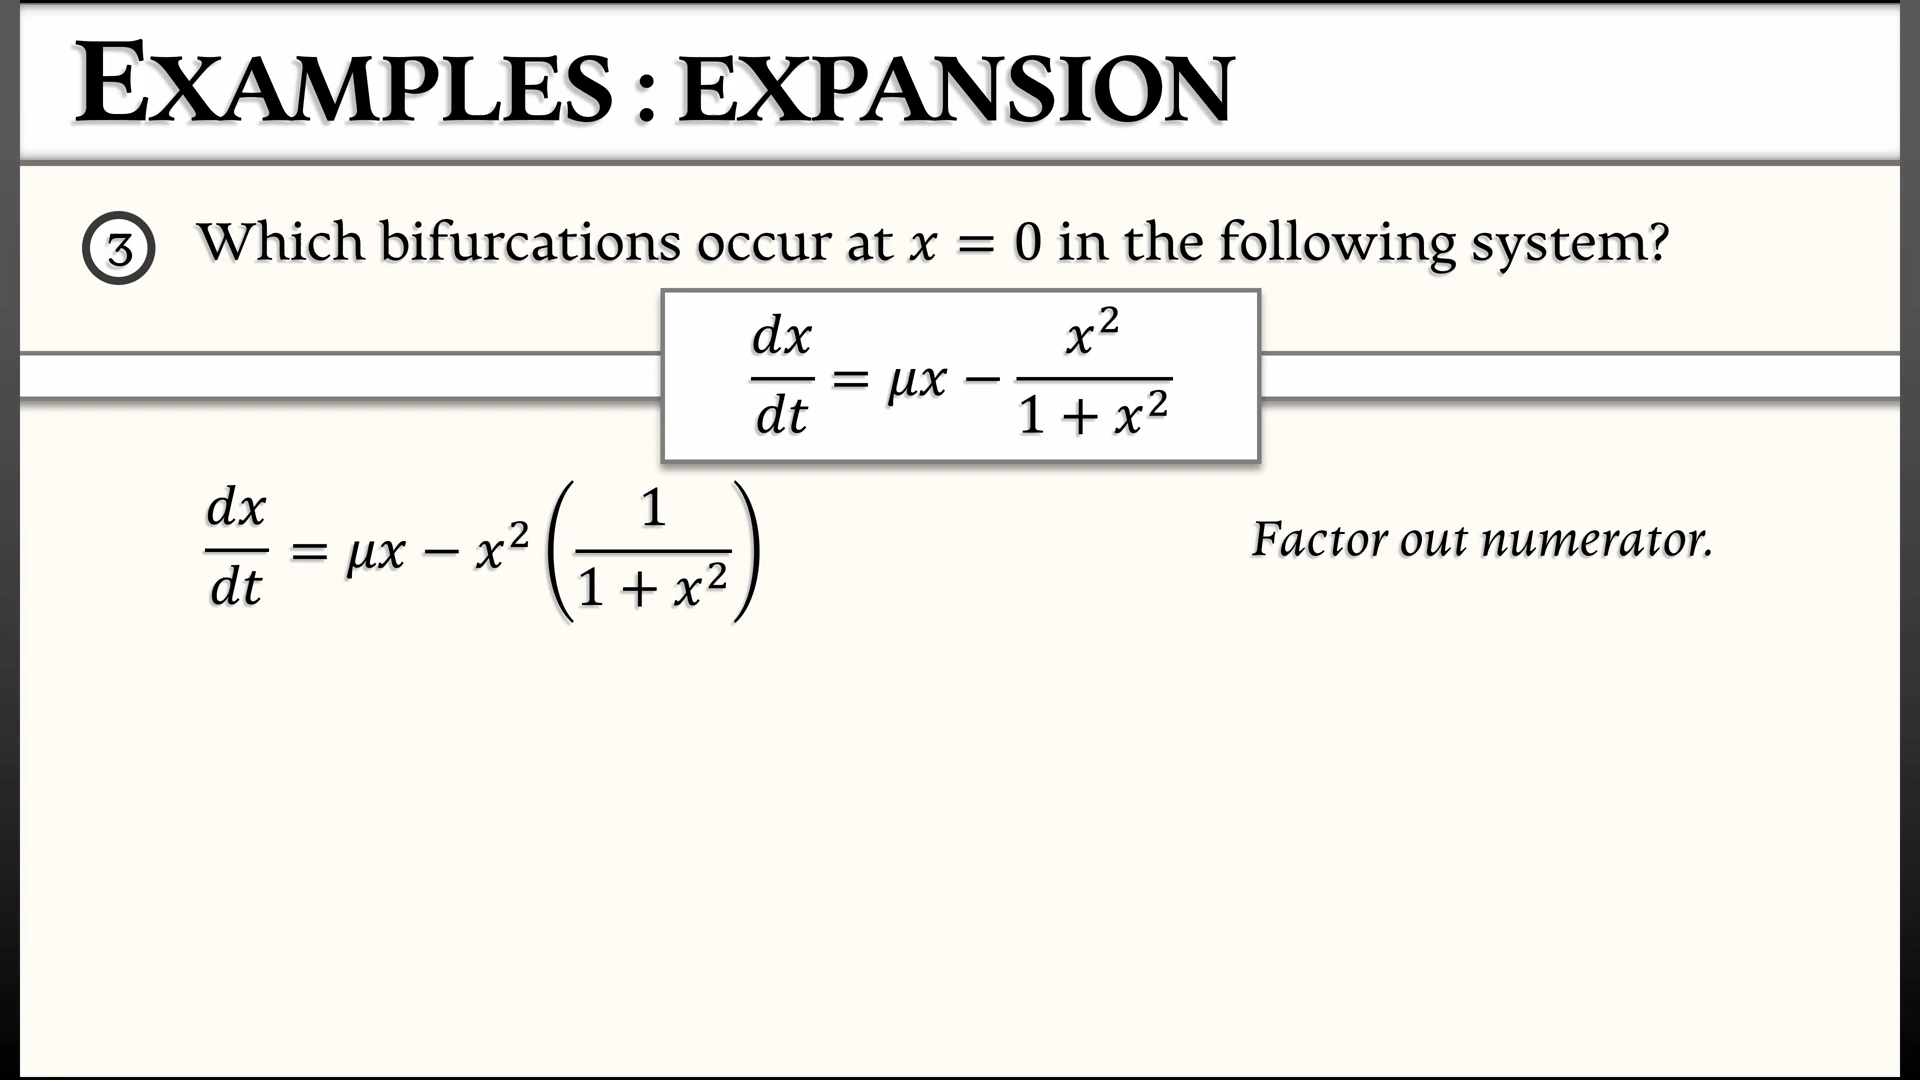 EXAMPLES : EXPANSION
3 Which bifurcations occur at x = 0 in the following system?
dx/dt = μx − x²/(1 + x²)
dx/dt = μx − x² (1/(1 + x²)) Factor out numerator.